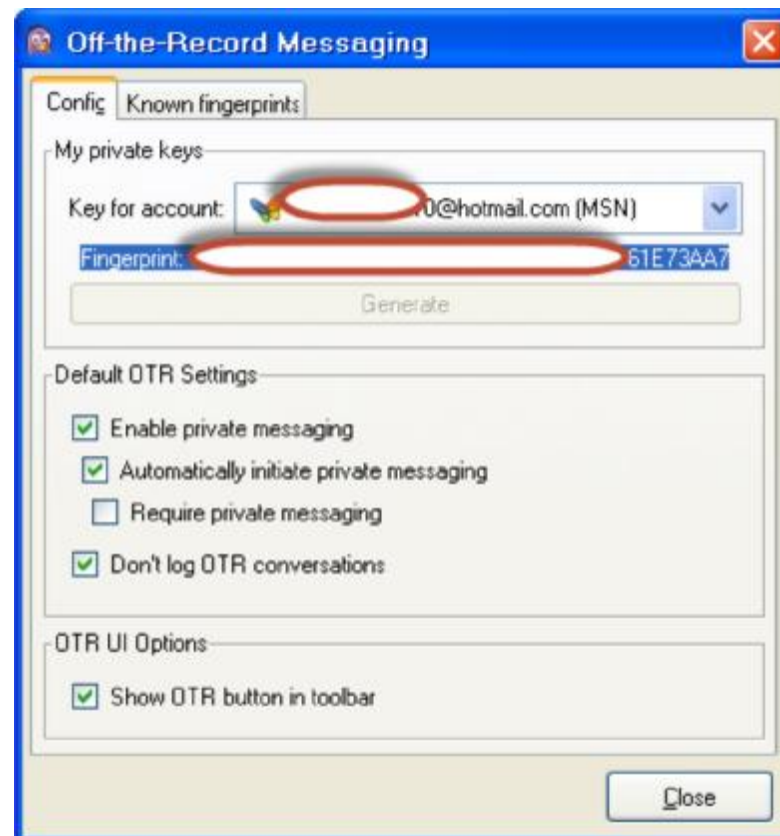 Off-the-Record Messaging
Config Known fingerprints
My private keys
Key for account: 0@hotmail.com (MSN)
Fingerprint: 61E73AA7
Generate
Default OTR Settings
Enable private messaging
Automatically initiate private messaging
Require private messaging
Don't log OTR conversations
OTR UI Options
Show OTR button in toolbar
Close